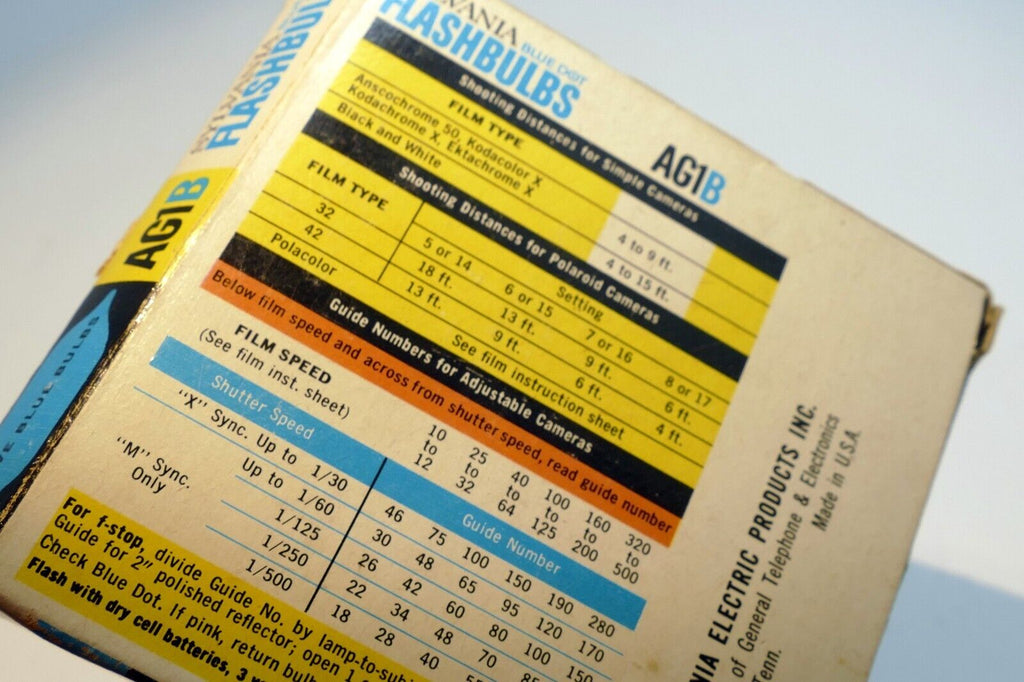 FLASHBULBS
AG1B
BLUE BULBS
BLUE DOT
FLASHBULBS
AG1B
Shooting Distances for Simple Cameras
FILM TYPE
Anscochrome 50, Kodacolor X
Kodachrome X, Ektachrome X
4 to 9 ft.
Black and White
4 to 15 ft.
Shooting Distances for Polaroid Cameras
FILM TYPE
Setting
5 or 14 6 or 15 7 or 16 8 or 17
32 18 ft. 13 ft. 9 ft. 6 ft.
42 13 ft. 9 ft. 6 ft. 4 ft.
Polacolor See film instruction sheet
Guide Numbers for Adjustable Cameras
Below film speed and across from shutter speed, read guide number
FILM SPEED
(See film inst. sheet)
10 to 12 25 to 32 40 to 64 100 to 125 160 to 200 320 to 500
Shutter Speed Guide Number
"X" Sync. Up to 1/30 46 75 100 150 190 280
"M" Sync. Only
Up to 1/60 30 48 65 95 120 170
1/125 26 42 60 80 100 150
1/250 22 34 48 70
1/500 18 28 40
For f-stop, divide Guide No. by
Guide for 2" polished reflector; open 1
Check Blue Dot. If pink, return
Flash with dry cell batteries, 3
ELECTRIC PRODUCTS INC.
of General Telephone & Electronics
Tenn. Made in U.S.A.